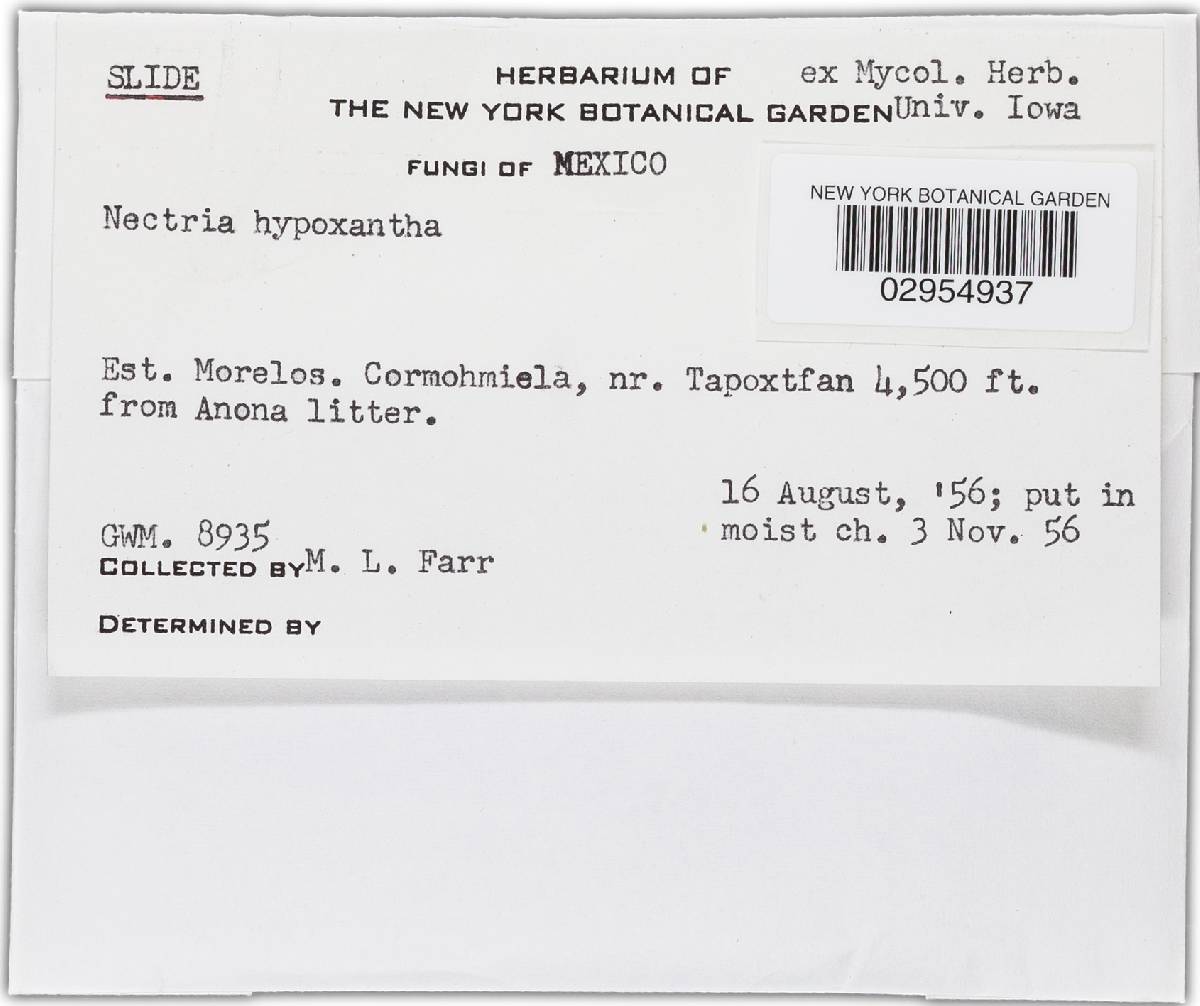 SLIDE
HERBARIUM OF ex Mycol. Herb.
THE NEW YORK BOTANICAL GARDEN Univ. Iowa
FUNGI OF MEXICO
NEW YORK BOTANICAL GARDEN
02954937
Nectria hypoxantha
Est. Morelos. Cormohmiela, nr. Tapoxtfan 4,500 ft.
from Anona litter.
16 August, '56; put in
moist ch. 3 Nov. 56
GWM. 8935
COLLECTED BY M. L. Farr
DETERMINED BY